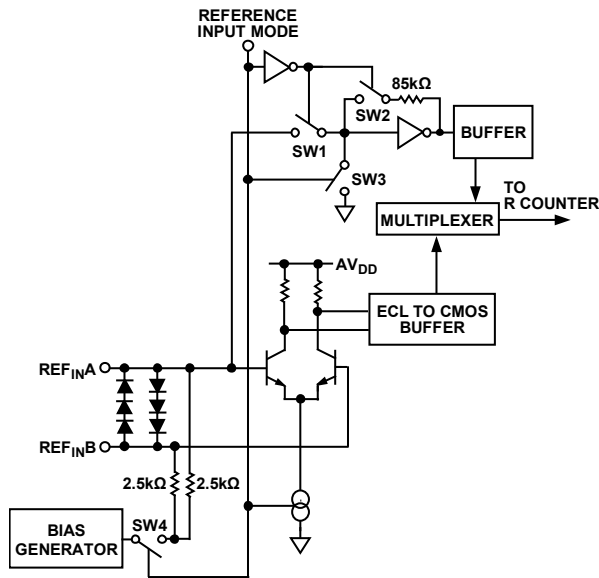 REFERENCE
INPUT MODE
85kΩ
SW2
SW1
BUFFER
SW3
TO
R COUNTER
MULTIPLEXER
AVDD
ECL TO CMOS
BUFFER
REFINA
REFINB
2.5kΩ
2.5kΩ
BIAS
GENERATOR
SW4